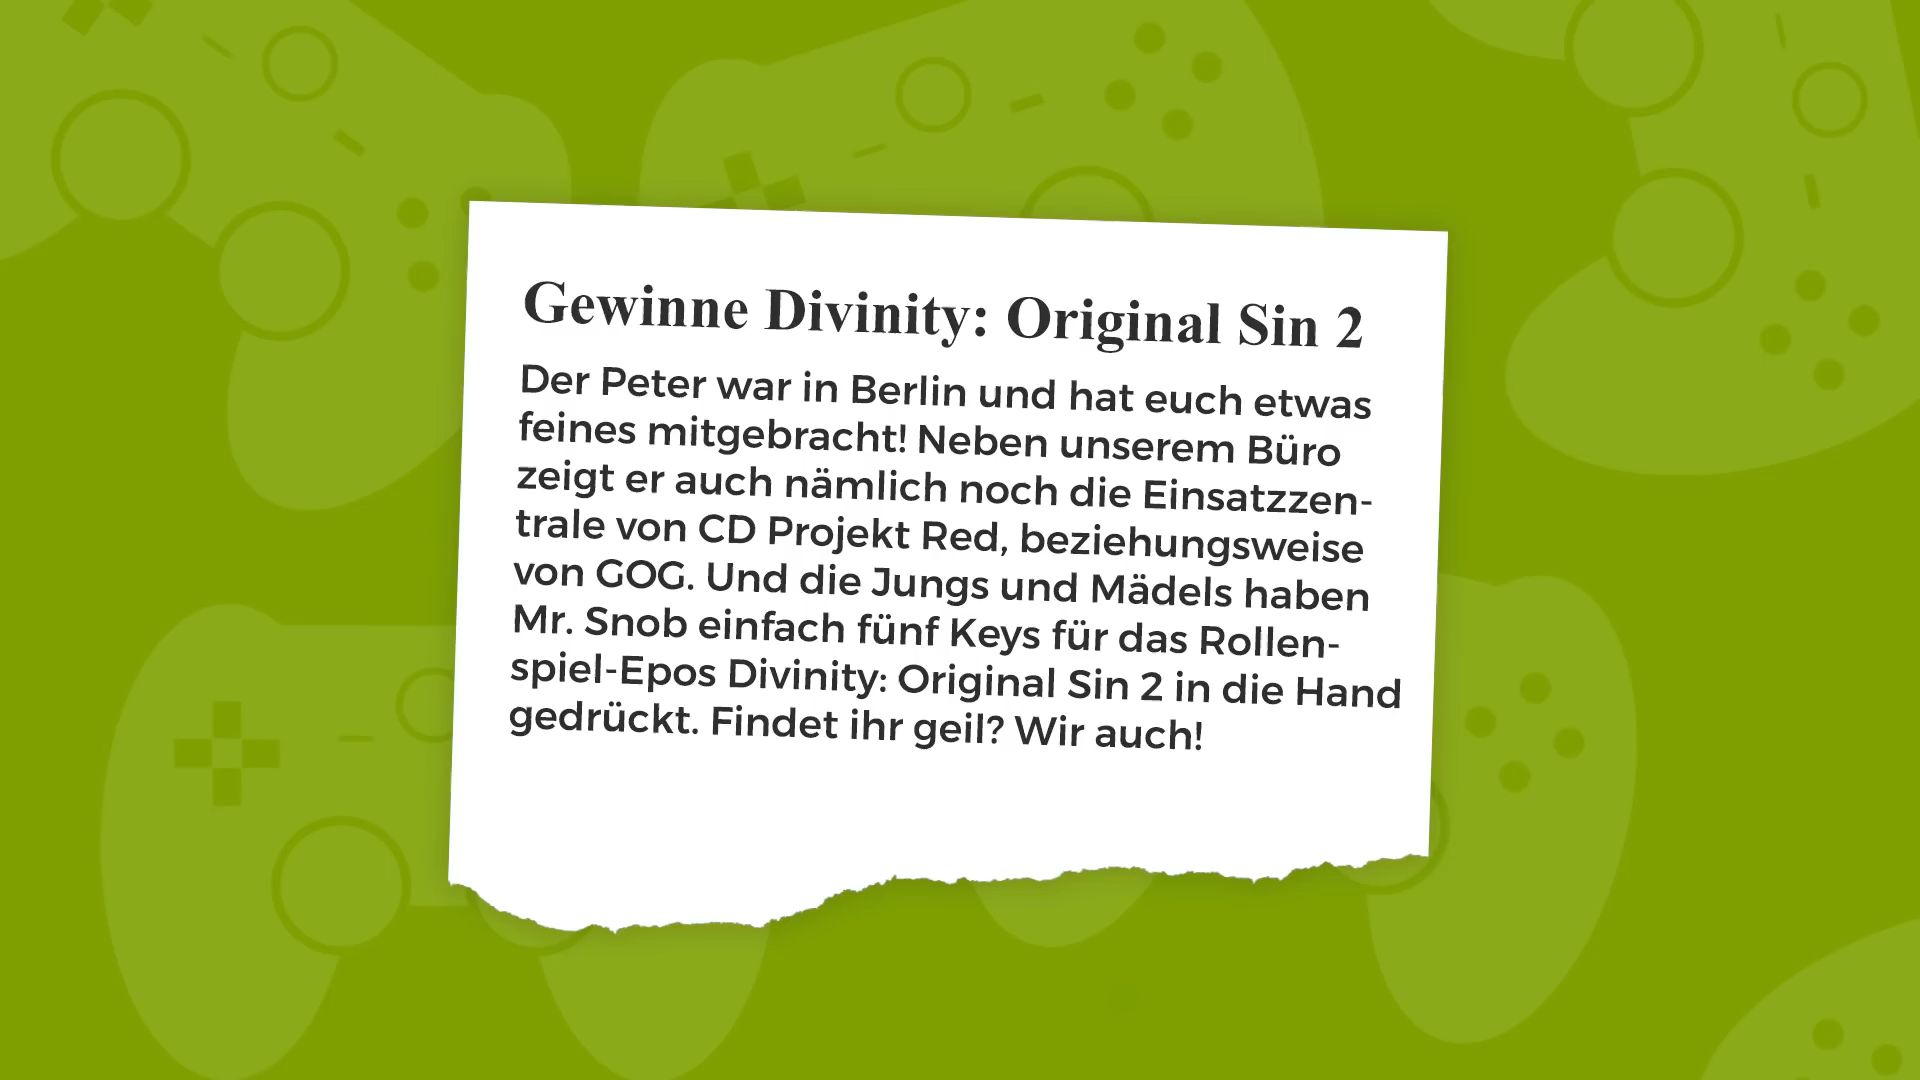 Gewinne Divinity: Original Sin 2
Der Peter war in Berlin und hat euch etwas
feines mitgebracht! Neben unserem Büro
zeigt er auch nämlich noch die Einsatzzen-
trale von CD Projekt Red, beziehungsweise
von GOG. Und die Jungs und Mädels haben
Mr. Snob einfach fünf Keys für das Rollen-
spiel-Epos Divinity: Original Sin 2 in die Hand
gedrückt. Findet ihr geil? Wir auch!